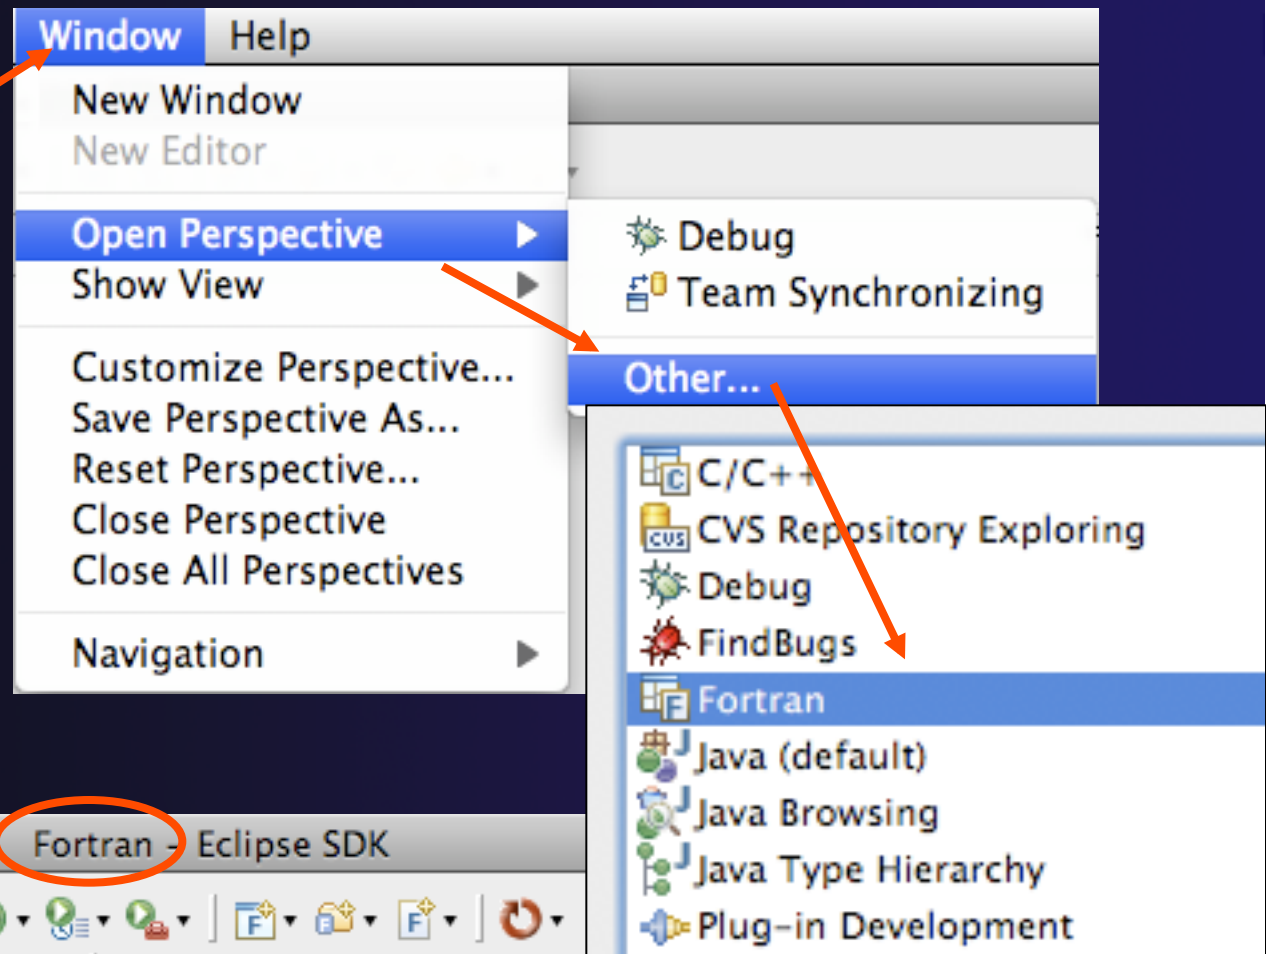 Window Help
New Window
New Editor
Open Perspective
Show View
Customize Perspective...
Save Perspective As...
Reset Perspective...
Close Perspective
Close All Perspectives
Navigation
Debug
Team Synchronizing
Other...
C/C++
CVS Repository Exploring
Debug
FindBugs
Fortran
Java (default)
Java Browsing
Java Type Hierarchy
Plug-in Development
Fortran - Eclipse SDK